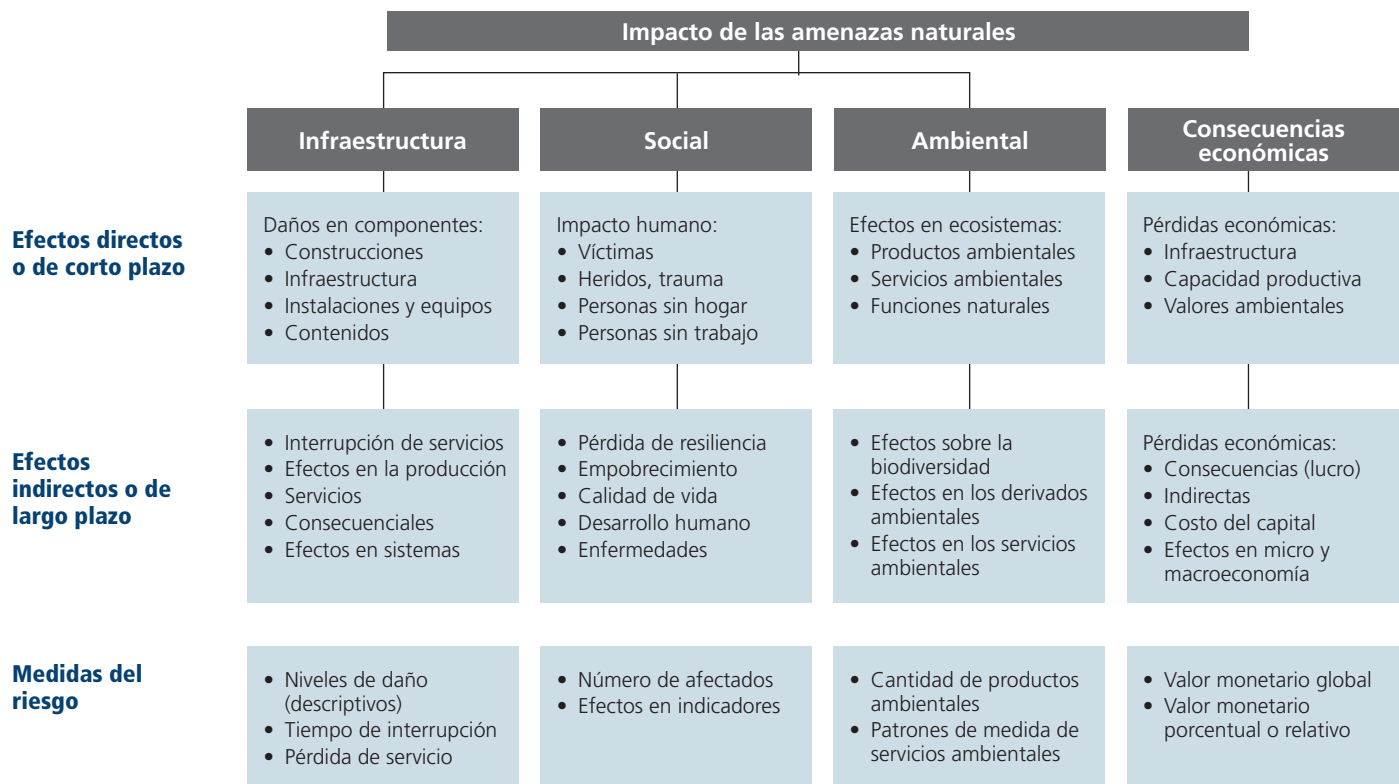 Impacto de las amenazas naturales
Infraestructura
Social
Ambiental
Consecuencias
económicas
Efectos directos
o de corto plazo
Daños en componentes:
• Construcciones
• Infraestructura
• Instalaciones y equipos
• Contenidos
Impacto humano:
• Víctimas
• Heridos, trauma
• Personas sin hogar
• Personas sin trabajo
Efectos en ecosistemas:
• Productos ambientales
• Servicios ambientales
• Funciones naturales
Pérdidas económicas:
• Infraestructura
• Capacidad productiva
• Valores ambientales
Efectos
indirectos o de
largo plazo
• Interrupción de servicios
• Efectos en la producción
• Servicios
• Consecuenciales
• Efectos en sistemas
• Pérdida de resiliencia
• Empobrecimiento
• Calidad de vida
• Desarrollo humano
• Enfermedades
• Efectos sobre la
biodiversidad
• Efectos en los derivados
ambientales
• Efectos en los servicios
ambientales
Pérdidas económicas:
• Consecuencias (lucro)
• Indirectas
• Costo del capital
• Efectos en micro y
macroeconomía
Medidas del
riesgo
• Niveles de daño
(descriptivos)
• Tiempo de interrupción
• Pérdida de servicio
• Número de afectados
• Efectos en indicadores
• Cantidad de productos
ambientales
• Patrones de medida de
servicios ambientales
• Valor monetario global
• Valor monetario
porcentual o relativo